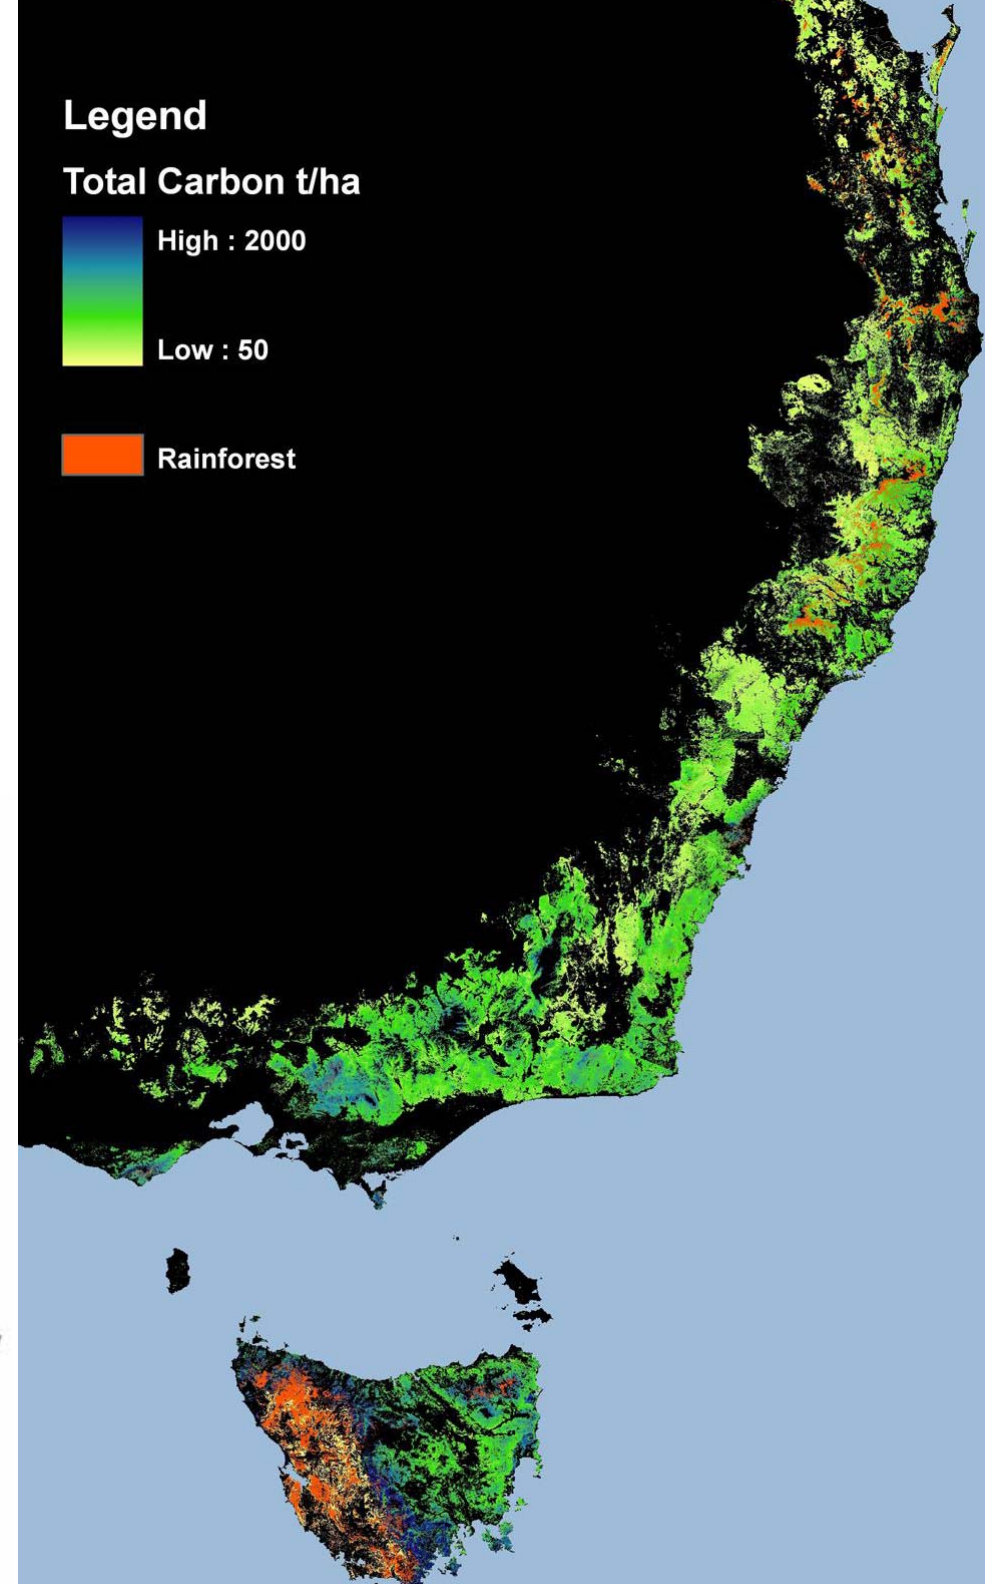 Legend
Total Carbon t/ha
High : 2000
Low : 50
Rainforest